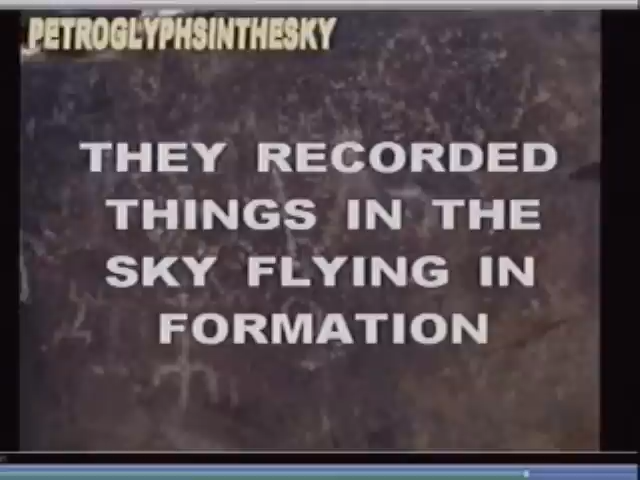 PETROGLYPHSINTHESKY
THEY RECORDED
THINGS IN THE
SKY FLYING IN
FORMATION